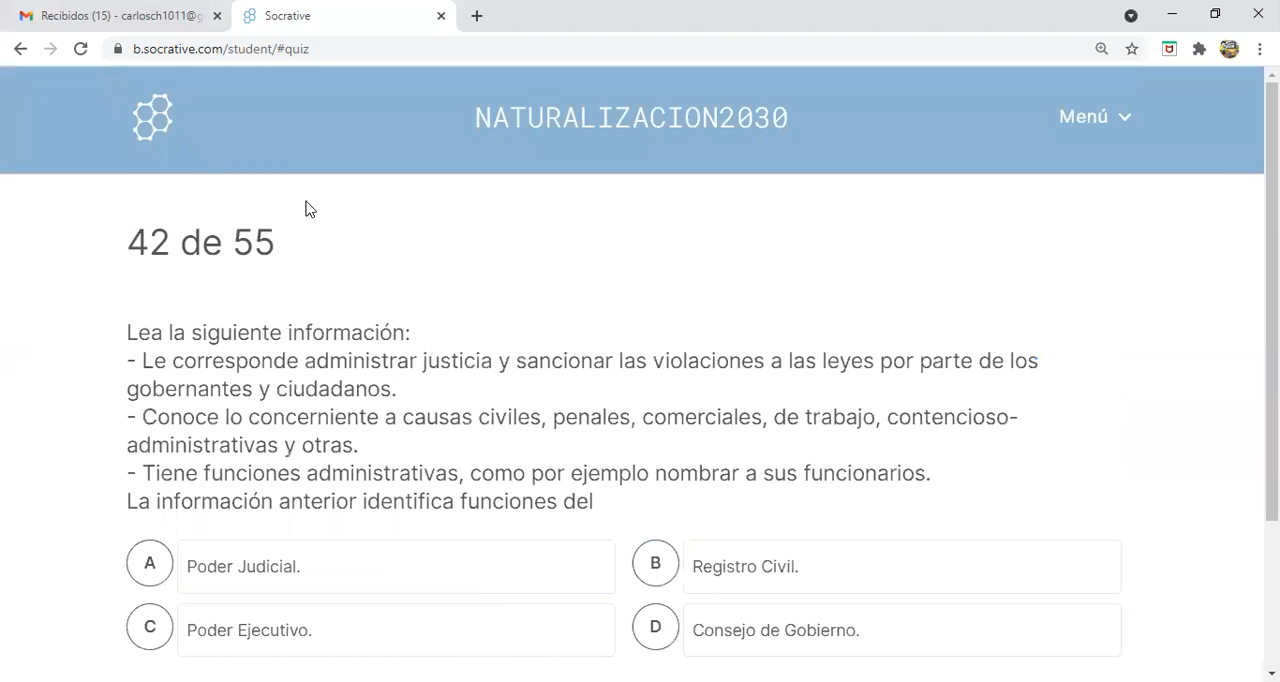 Recibidos (15) - carlosch1011@g
Socrative
b.socrative.com/student/#quiz
NATURALIZACION2030
Menú
42 de 55
Lea la siguiente información:
- Le corresponde administrar justicia y sancionar las violaciones a las leyes por parte de los
gobernantes y ciudadanos.
- Conoce lo concerniente a causas civiles, penales, comerciales, de trabajo, contencioso-
administrativas y otras.
- Tiene funciones administrativas, como por ejemplo nombrar a sus funcionarios.
La información anterior identifica funciones del
A Poder Judicial.
B Registro Civil.
C Poder Ejecutivo.
D Consejo de Gobierno.